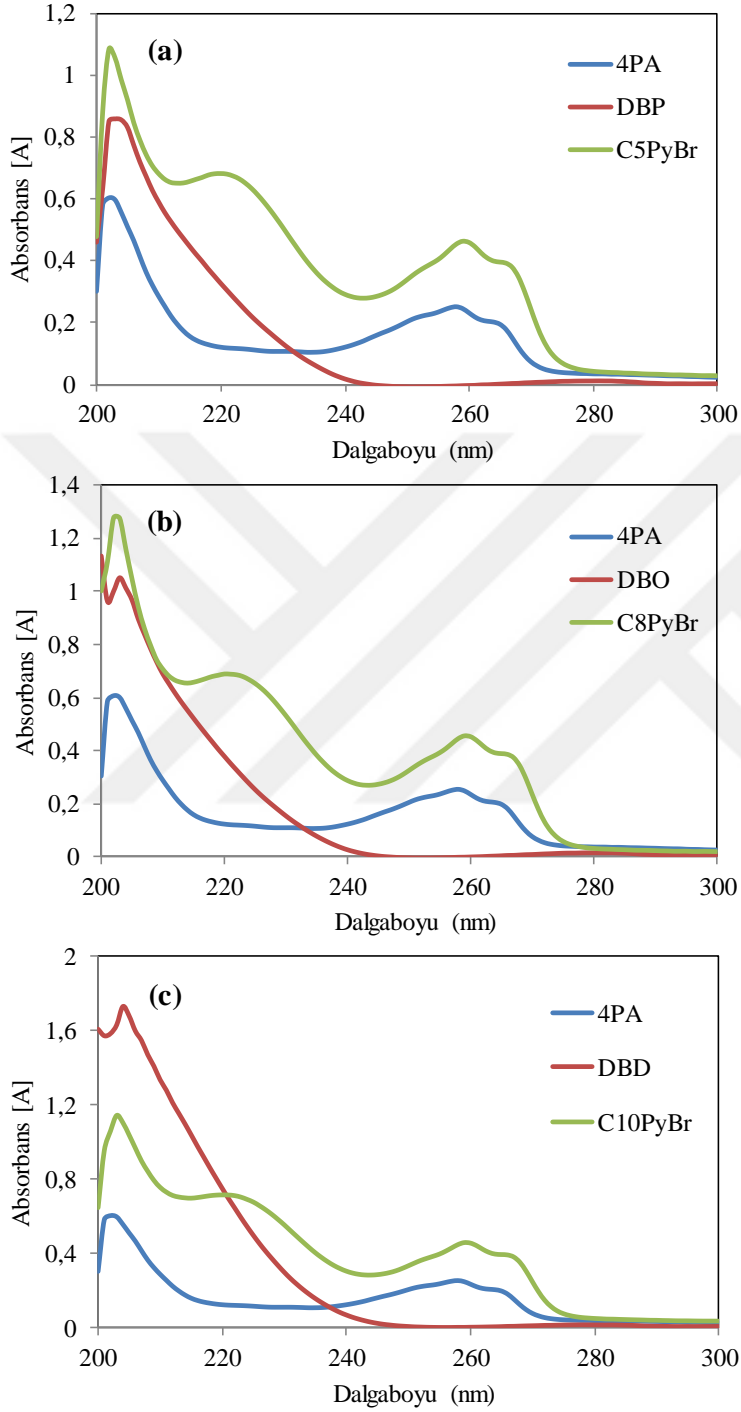 1,2
1
0,8
0,6
0,4
0,2
0
Absorbans [A]
(a)
4PA
DBP
C5PyBr
200 220 240 260 280 300
Dalgaboyu (nm)
1,4
1,2
1
0,8
0,6
0,4
0,2
0
Absorbans [A]
(b)
4PA
DBO
C8PyBr
200 220 240 260 280 300
Dalgaboyu (nm)
2
1,6
1,2
0,8
0,4
0
Absorbans [A]
(c)
4PA
DBD
C10PyBr
200 220 240 260 280 300
Dalgaboyu (nm)